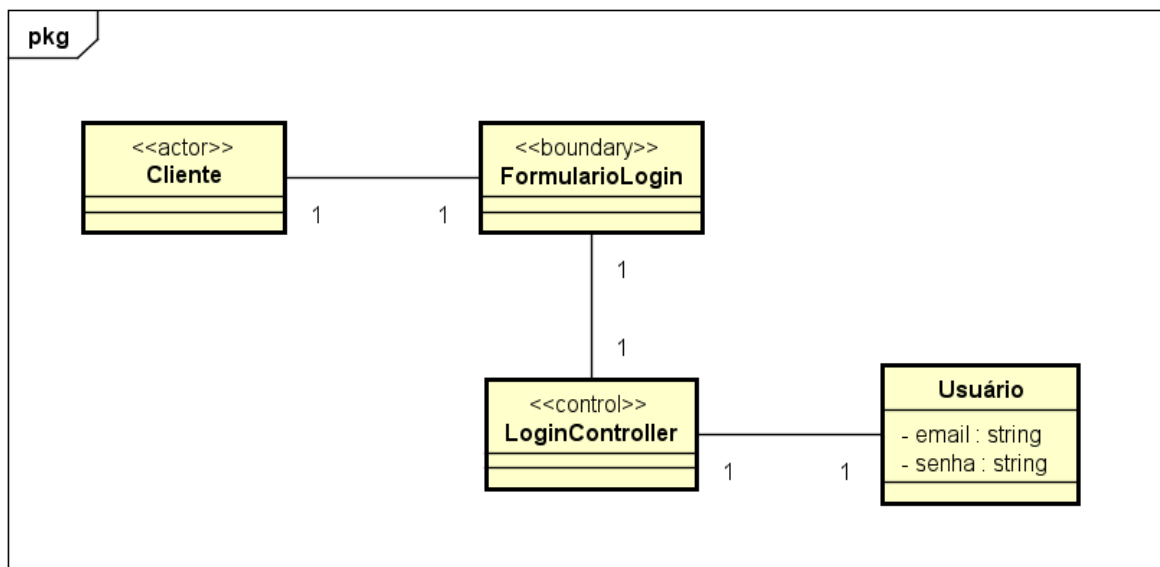 pkg
<<actor>>
Cliente
1
1
<<boundary>>
FormularioLogin
1
1
<<control>>
LoginController
1
1
Usuário
- email : string
- senha : string